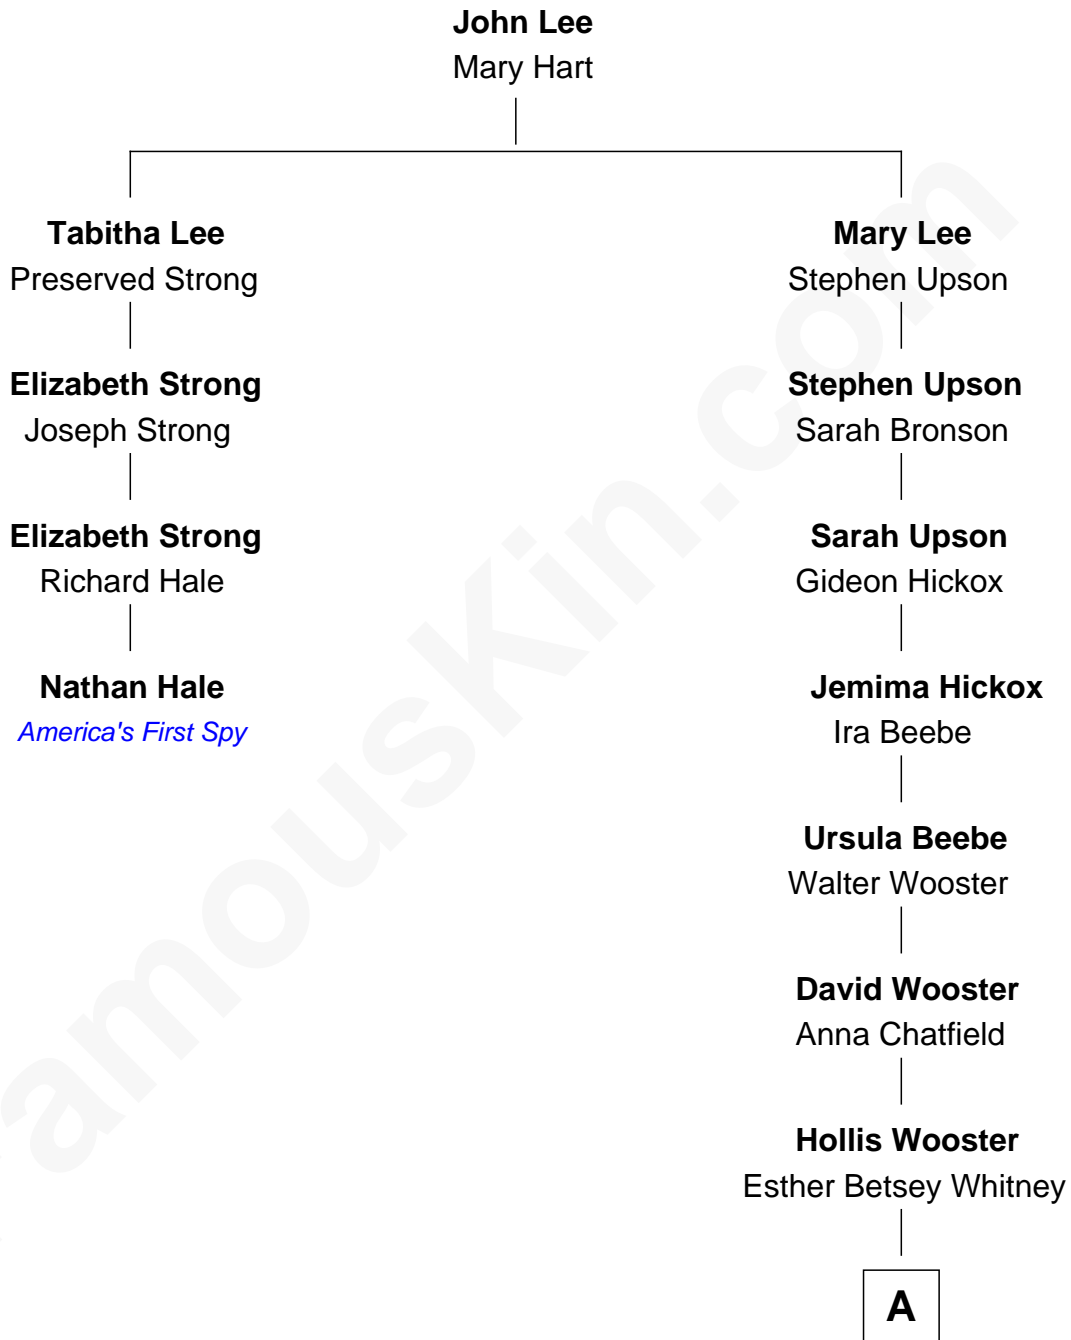 John Lee
Mary Hart
Tabitha Lee
Preserved Strong
Mary Lee
Stephen Upson
Elizabeth Strong
Joseph Strong
Stephen Upson
Sarah Bronson
Elizabeth Strong
Richard Hale
Sarah Upson
Gideon Hickox
Nathan Hale
America's First Spy
Jemima Hickox
Ira Beebe
Ursula Beebe
Walter Wooster
David Wooster
Anna Chatfield
Hollis Wooster
Esther Betsey Whitney
A
amouskin.com